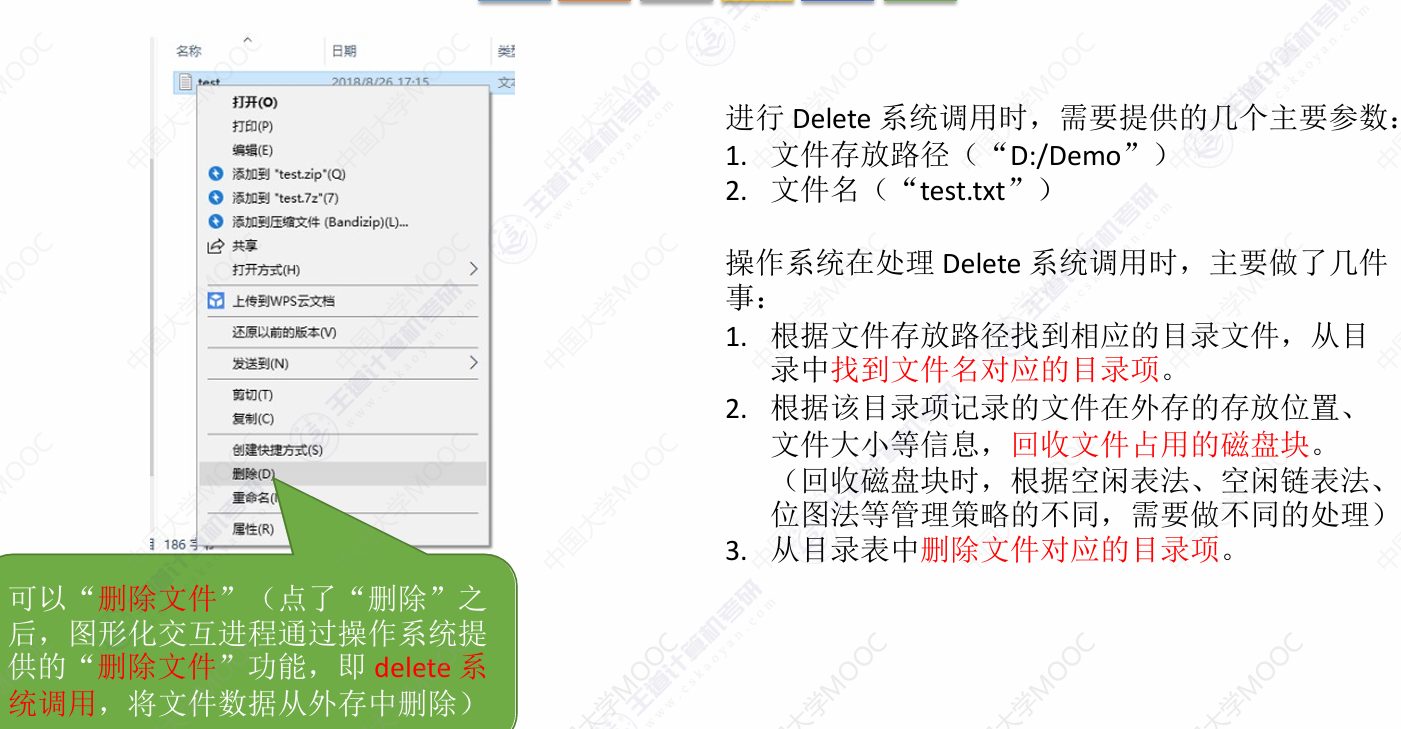 名称
日期
类型
test
2018/8/26 17:15
打开(O)
打印(P)
编辑(E)
添加到 "test.zip"(Q)
添加到 "test.7z"(7)
添加到压缩文件 (Bandizip)(L)...
共享
打开方式(H)
上传到WPS云文档
还原以前的版本(V)
发送到(N)
剪切(T)
复制(C)
创建快捷方式(S)
删除(D)
重命名(
属性(R)
186
可以“删除文件”（点了“删除”之
后，图形化交互进程通过操作系统提
供的“删除文件”功能，即 delete 系
统调用，将文件数据从外存中删除）
进行 Delete 系统调用时，需要提供的几个主要参数：
1. 文件存放路径（“D:/Demo”）
2. 文件名（“test.txt”）
操作系统在处理 Delete 系统调用时，主要做了几件
事：
1. 根据文件存放路径找到相应的目录文件，从目
录中找到文件名对应的目录项。
2. 根据该目录项记录的文件在外存的存放位置、
文件大小等信息，回收文件占用的磁盘块。
（回收磁盘块时，根据空闲表法、空闲链表法、
位图法等管理策略的不同，需要做不同的处理）
3. 从目录表中删除文件对应的目录项。